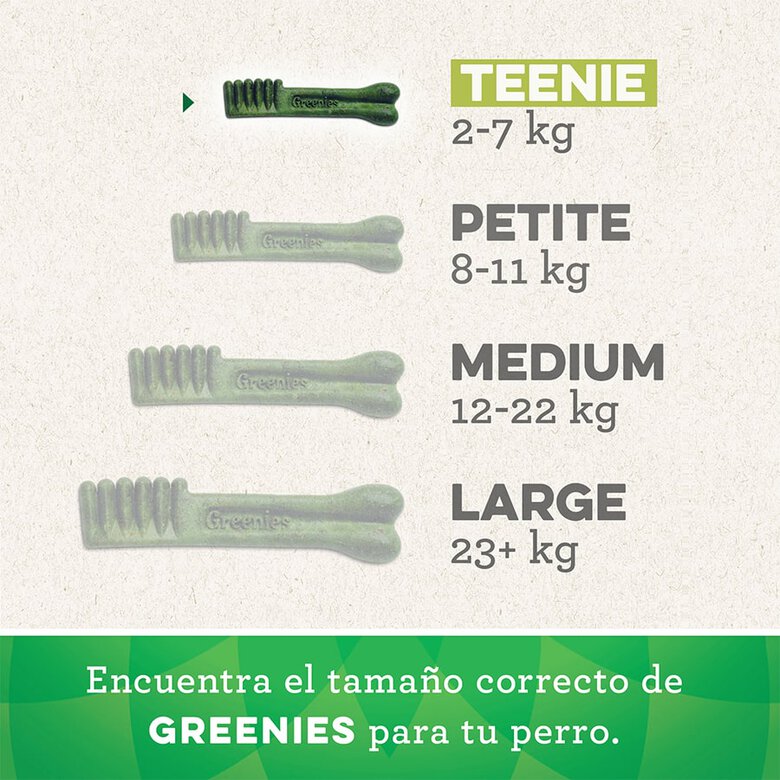 Greenies
TEENIE
2-7 kg
Greenies
PETITE
8-11 kg
Greenies
MEDIUM
12-22 kg
Greenies
LARGE
23+ kg
Encuentra el tamaño correcto de
GREENIES para tu perro.